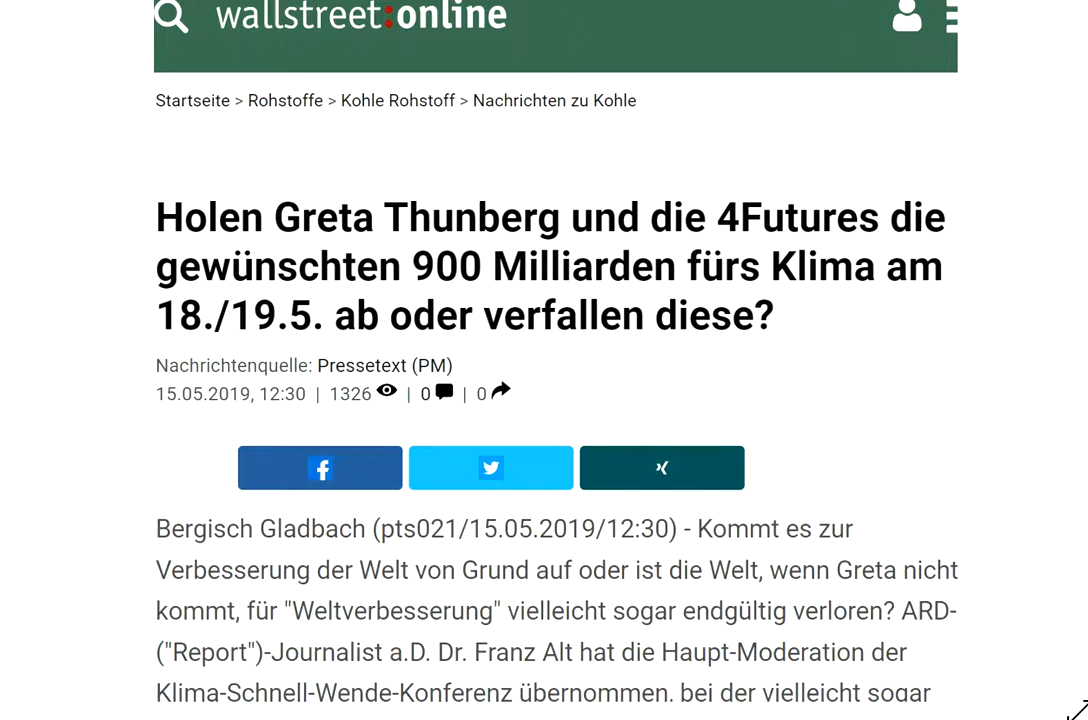 wallstreet:online
Startseite > Rohstoffe > Kohle Rohstoff > Nachrichten zu Kohle
Holen Greta Thunberg und die 4Futures die
gewünschten 900 Milliarden fürs Klima am
18./19.5. ab oder verfallen diese?
Nachrichtenquelle: Pressetext (PM)
15.05.2019, 12:30 | 1326 | 0 | 0
Bergisch Gladbach (pts021/15.05.2019/12:30) - Kommt es zur
Verbesserung der Welt von Grund auf oder ist die Welt, wenn Greta nicht
kommt, für "Weltverbesserung" vielleicht sogar endgültig verloren? ARD-
("Report")-Journalist a.D. Dr. Franz Alt hat die Haupt-Moderation der
Klima-Schnell-Wende-Konferenz übernommen, bei der vielleicht sogar